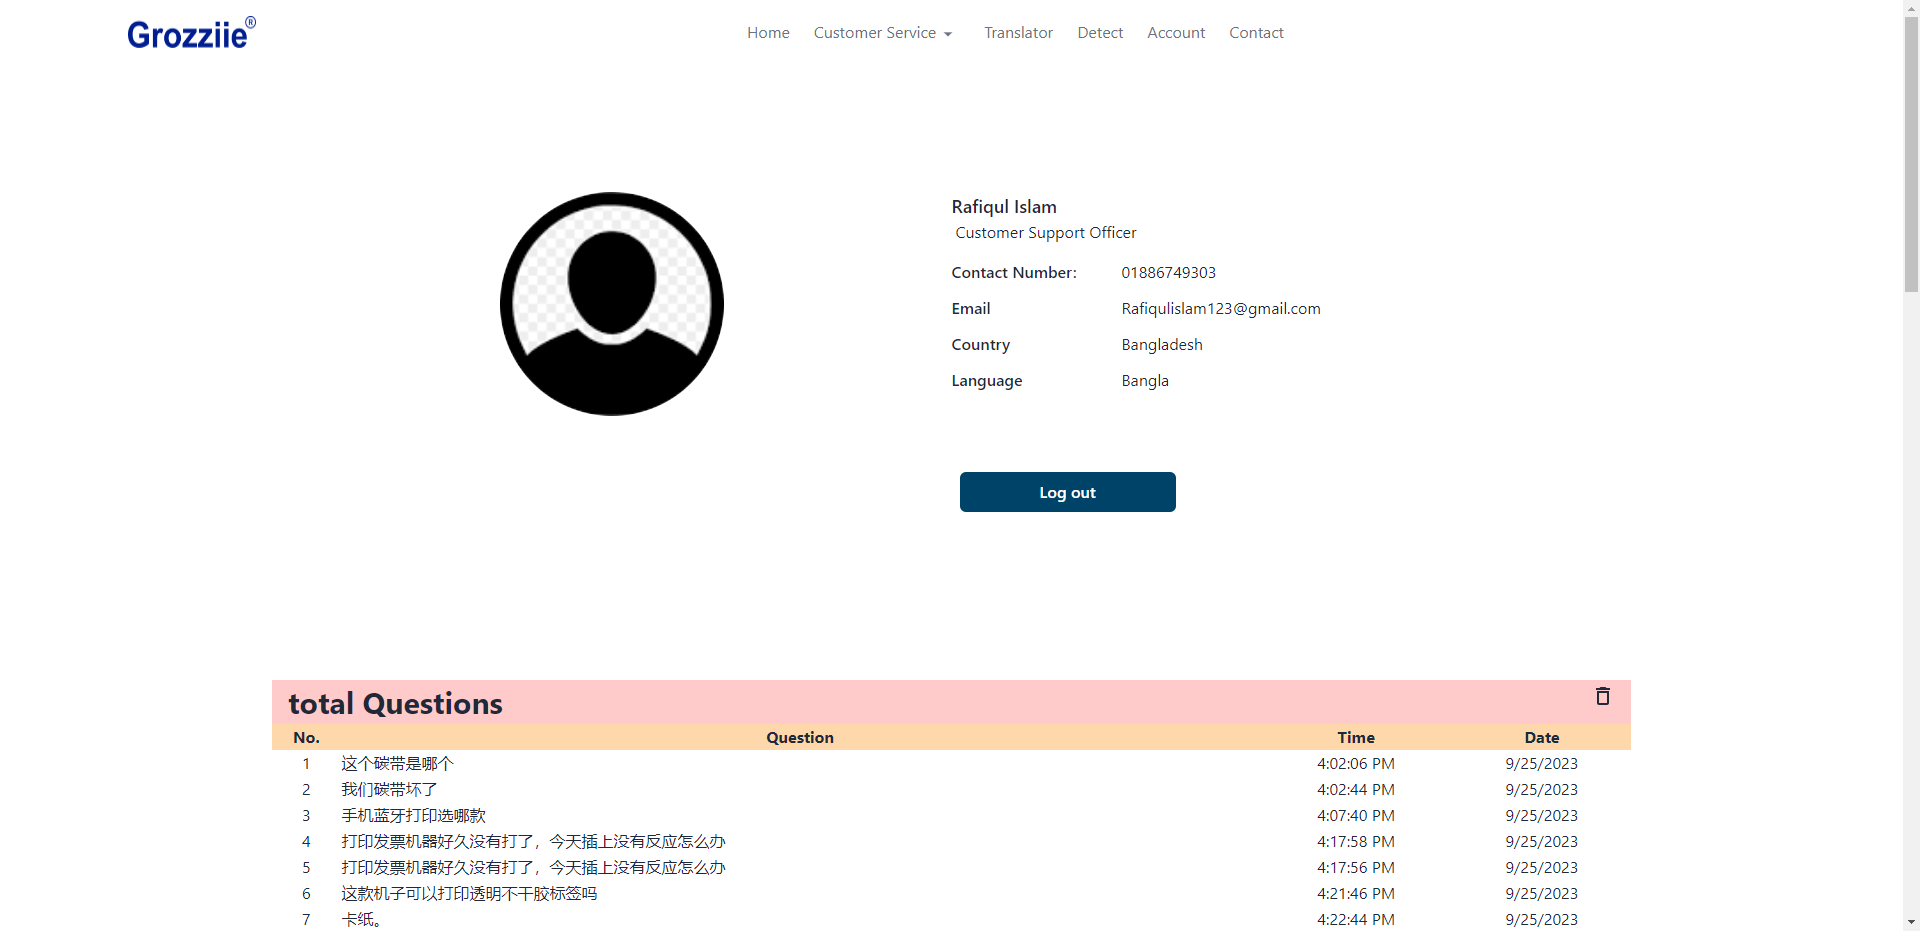 Grozziie®
Home Customer Service Translator Detect Account Contact
Rafiqul Islam
Customer Support Officer
Contact Number: 01886749303
Email Rafiqulislam123@gmail.com
Country Bangladesh
Language Bangla
Log out
total Questions
No. Question Time Date
1 这个碳带是哪个 4:02:06 PM 9/25/2023
2 我们碳带坏了 4:02:44 PM 9/25/2023
3 手机蓝牙打印选哪款 4:07:40 PM 9/25/2023
4 打印发票机器好久没有打了，今天插上没有反应怎么办 4:17:58 PM 9/25/2023
5 打印发票机器好久没有打了，今天插上没有反应怎么办 4:17:56 PM 9/25/2023
6 这款机子可以打印透明不干胶标签吗 4:21:46 PM 9/25/2023
7 卡纸。 4:22:44 PM 9/25/2023